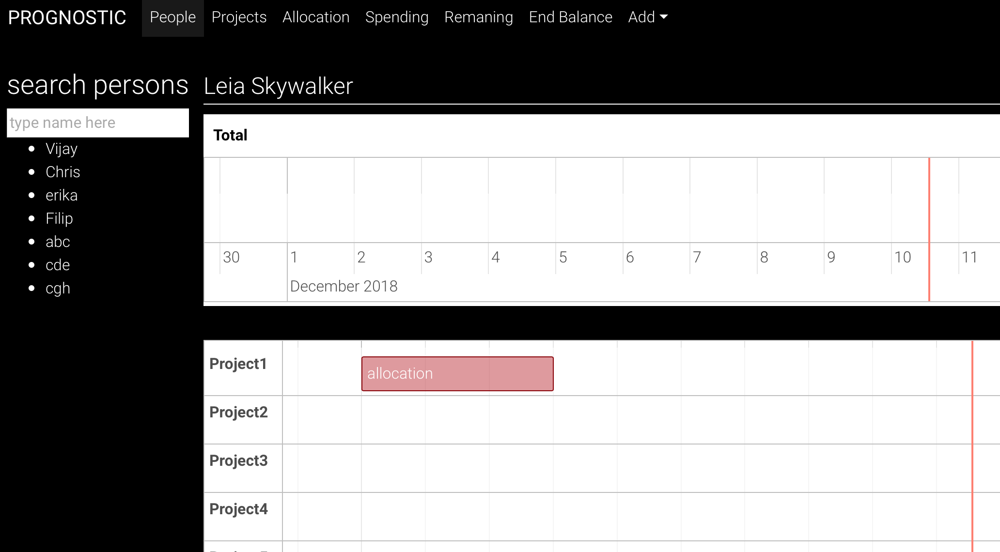 PROGNOSTIC People Projects Allocation Spending Remaning End Balance Add
search persons
type name here
Vijay
Chris
erika
Filip
abc
cde
cgh
Leia Skywalker
Total
30 1 2 3 4 5 6 7 8 9 10 11
December 2018
Project1 allocation
Project2
Project3
Project4